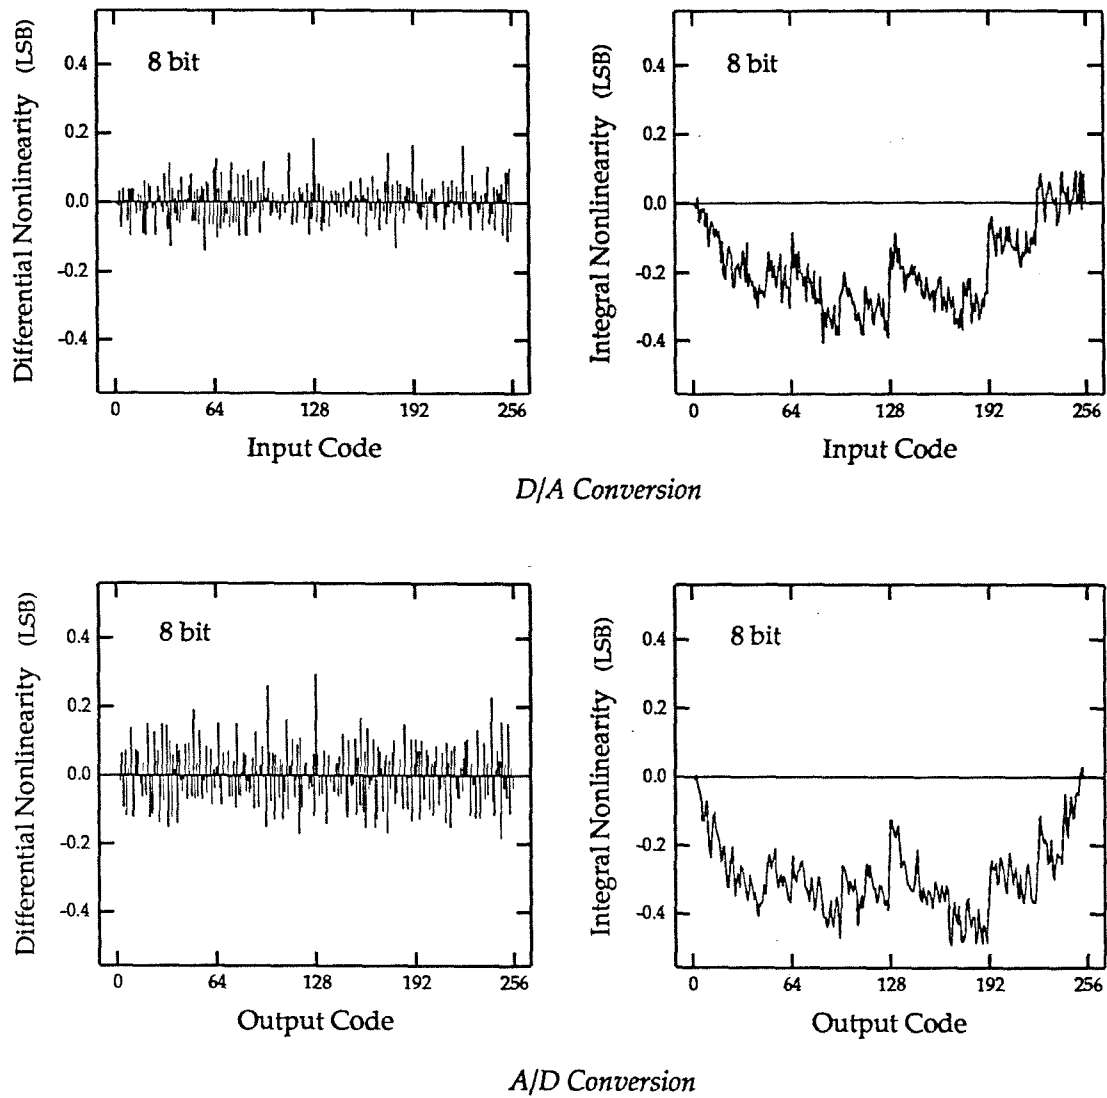 Differential Nonlinearity (LSB)
0.4
0.2
0.0
-0.2
-0.4
8 bit
0 64 128 192 256
Input Code
Integral Nonlinearity (LSB)
0.4
0.2
0.0
-0.2
-0.4
8 bit
0 64 128 192 256
Input Code
D/A Conversion
Differential Nonlinearity (LSB)
0.4
0.2
0.0
-0.2
-0.4
8 bit
0 64 128 192 256
Output Code
Integral Nonlinearity (LSB)
0.4
0.2
0.0
-0.2
-0.4
8 bit
0 64 128 192 256
Output Code
A/D Conversion